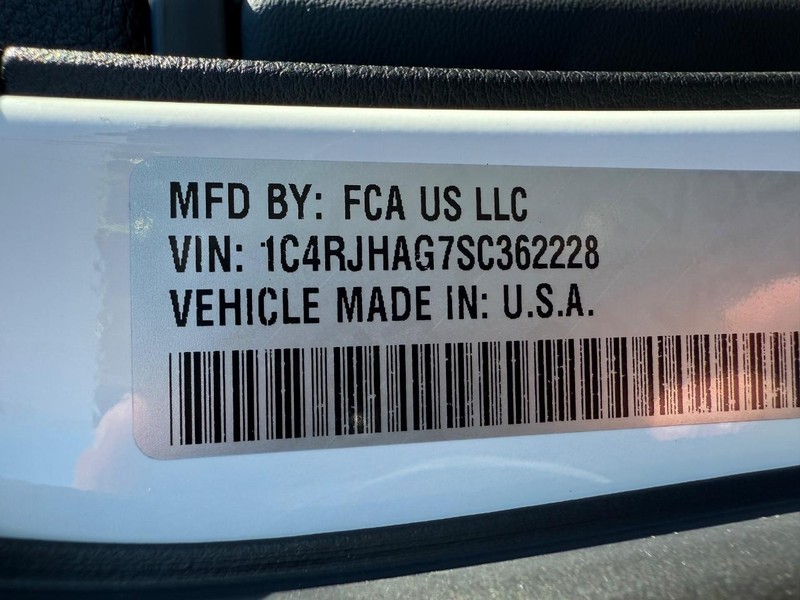 MFD BY: FCA US LLC
VIN: 1C4RJHAG7SC362228
VEHICLE MADE IN: U.S.A.